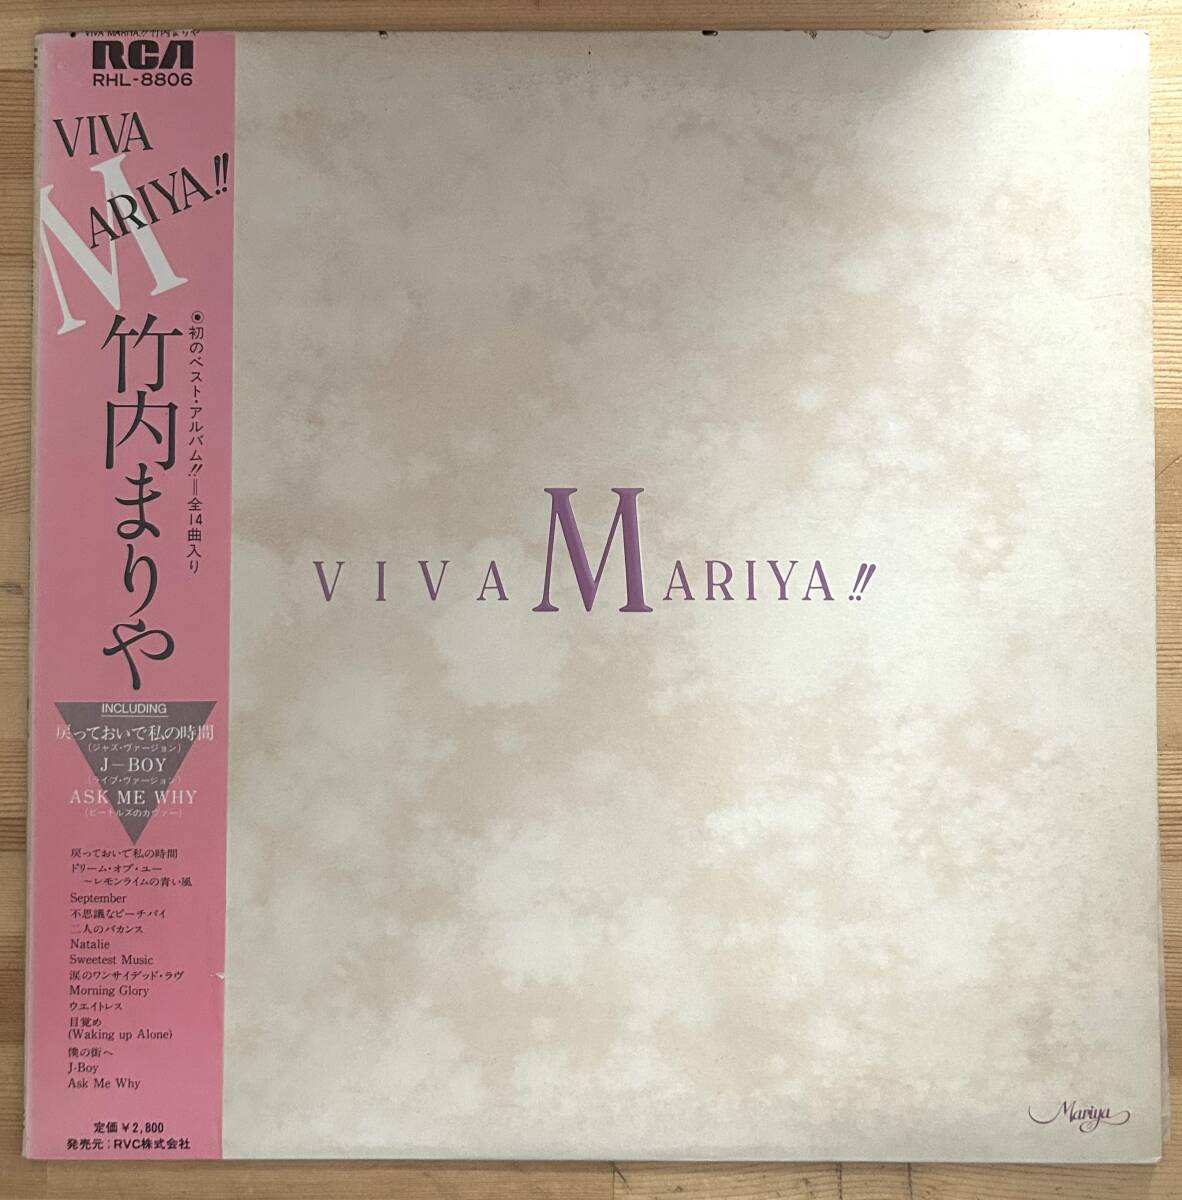 VIVA MARIYA!! 竹内まりや
RCA
RHL-8806
VIVA
MARIYA!!
竹内まりや
◉初のベスト・アルバム!!＝全14曲入り
INCLUDING
戻っておいで私の時間
(ジャズ・ヴァージョン)
J-BOY
(ライブ・ヴァージョン)
ASK ME WHY
(ビートルズのカヴァー)
戻っておいで私の時間
ドリーム・オブ・ユー
〜レモンライムの青い風
September
不思議なピーチパイ
二人のバカンス
Natalie
Sweetest Music
涙のワンサイデッド・ラヴ
Morning Glory
ウエイトレス
目覚め
(Waking up Alone)
僕の街へ
J-Boy
Ask Me Why
定価￥2,800
発売元：RVC株式会社
VIVA MARIYA!!
Mariya